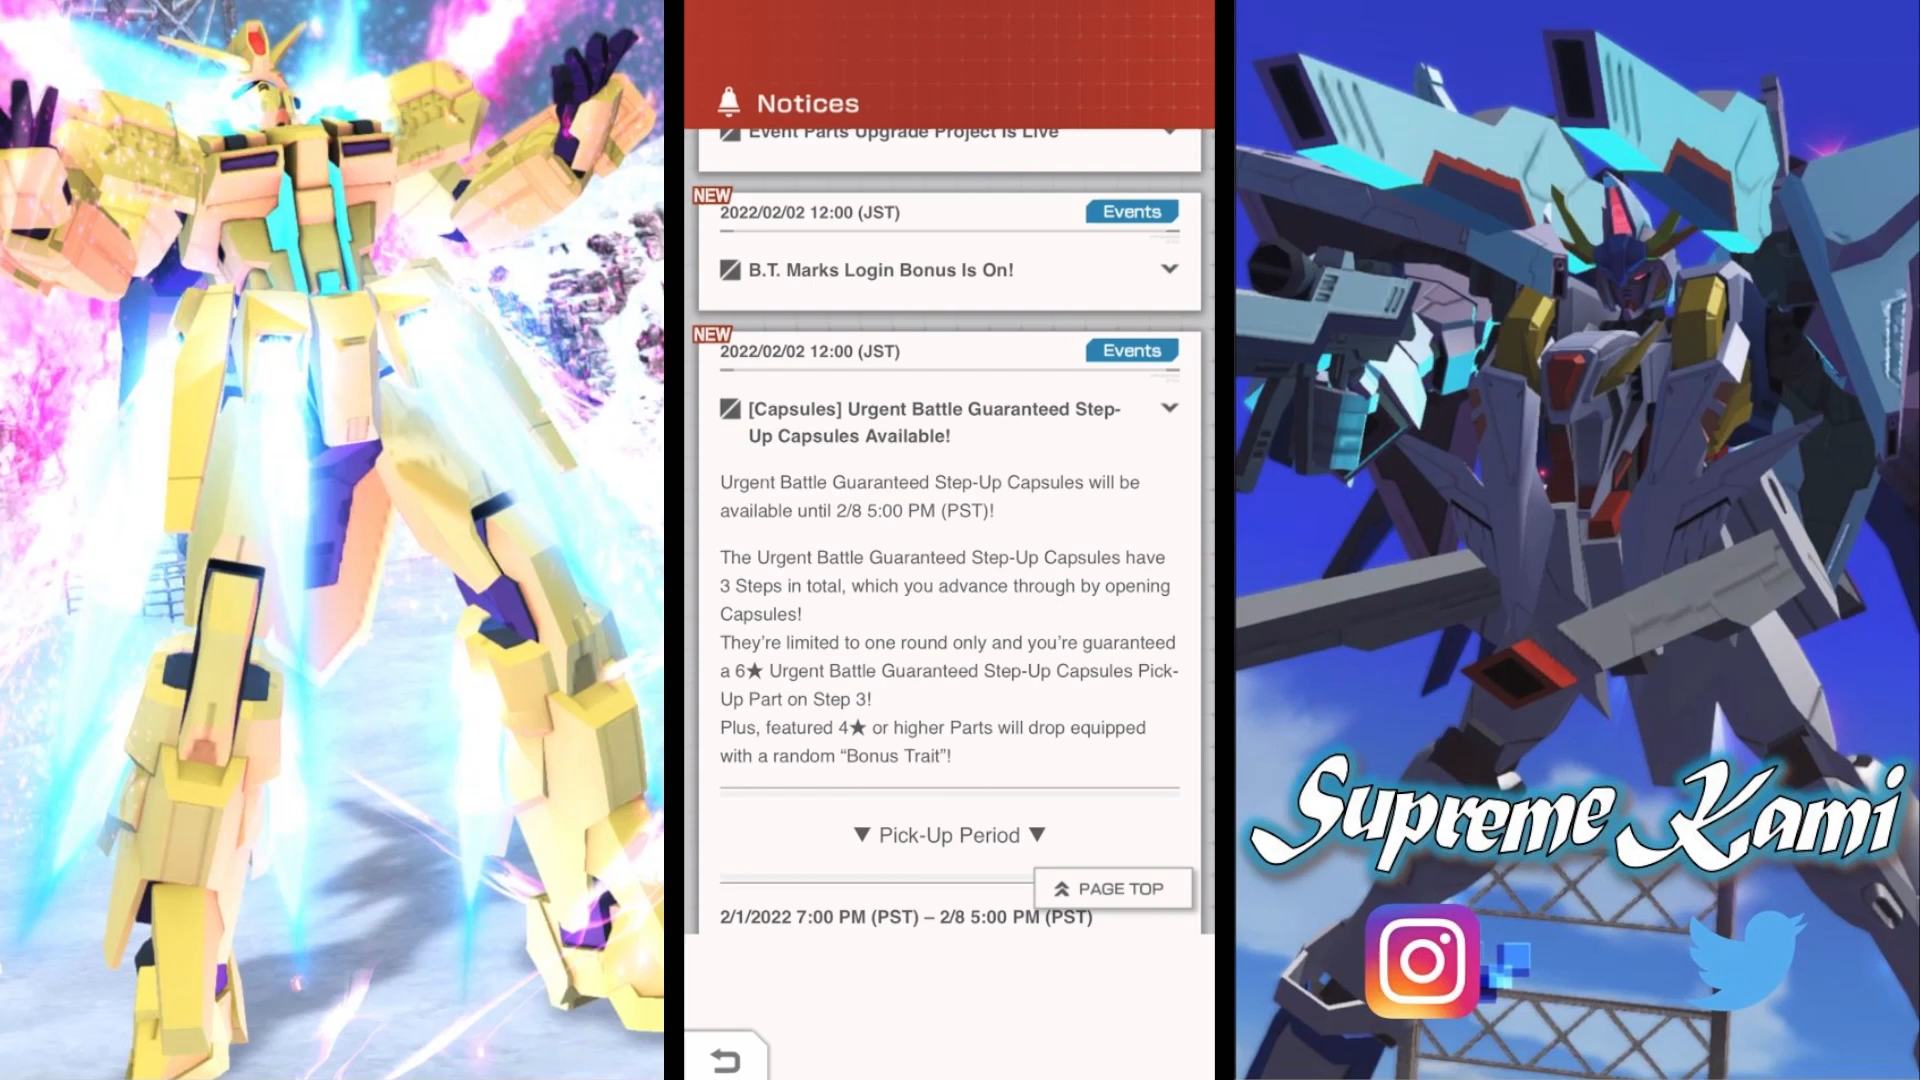 Notices
Event Parts Upgrade Project Is Live
NEW
2022/02/02 12:00 (JST)
Events
B.T. Marks Login Bonus Is On!
NEW
2022/02/02 12:00 (JST)
Events
[Capsules] Urgent Battle Guaranteed Step-
Up Capsules Available!
Urgent Battle Guaranteed Step-Up Capsules will be
available until 2/8 5:00 PM (PST)!
The Urgent Battle Guaranteed Step-Up Capsules have
3 Steps in total, which you advance through by opening
Capsules!
They're limited to one round only and you're guaranteed
a 6★ Urgent Battle Guaranteed Step-Up Capsules Pick-
Up Part on Step 3!
Plus, featured 4★ or higher Parts will drop equipped
with a random “Bonus Trait”!
▼ Pick-Up Period ▼
PAGE TOP
2/1/2022 7:00 PM (PST) – 2/8 5:00 PM (PST)
Supreme Kami